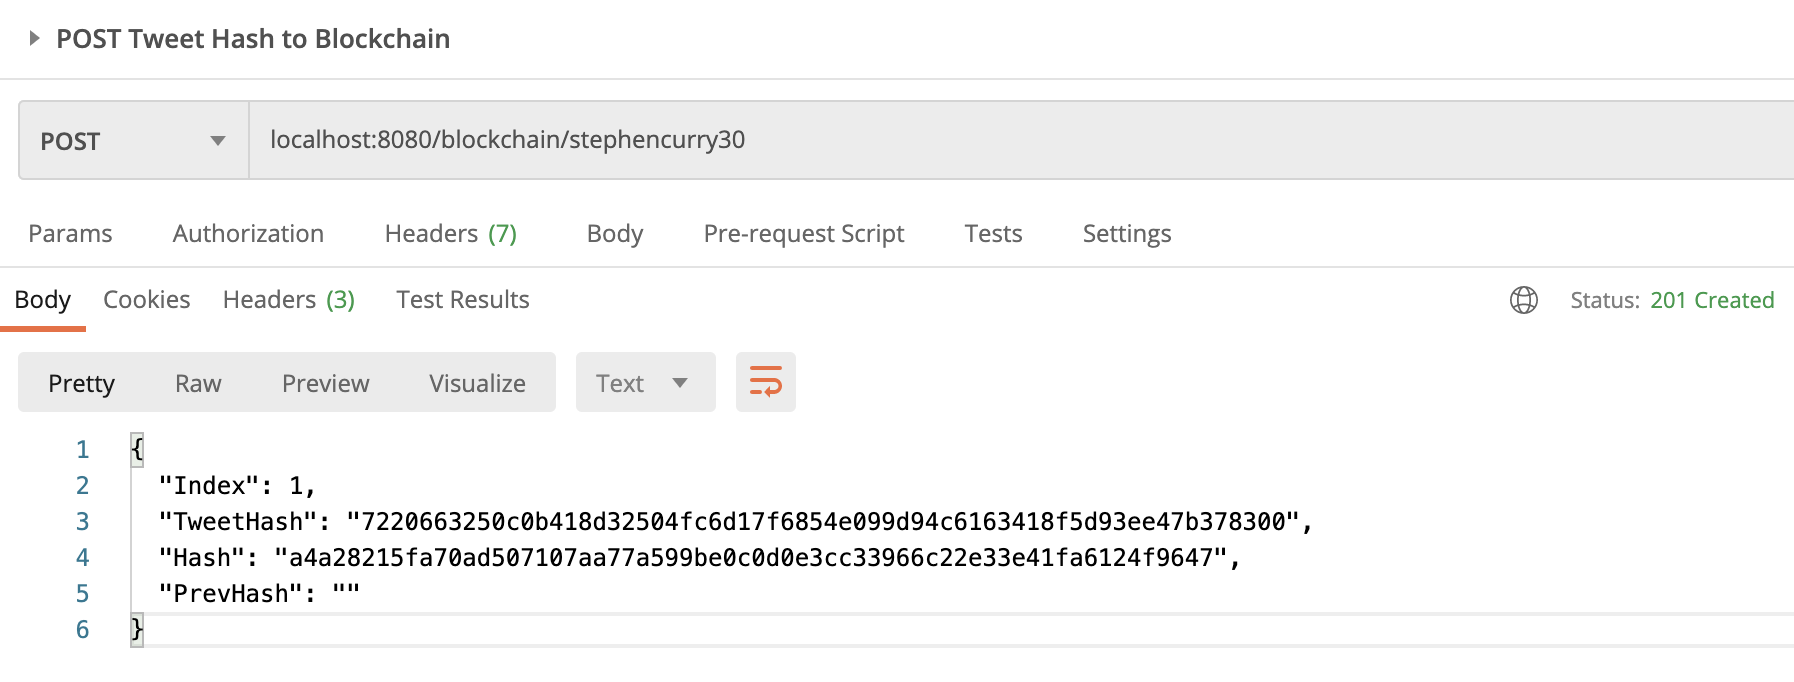 POST Tweet Hash to Blockchain
POST localhost:8080/blockchain/stephencurry30
Params Authorization Headers (7) Body Pre-request Script Tests Settings
Body Cookies Headers (3) Test Results Status: 201 Created
Pretty Raw Preview Visualize Text
1 {
2 "Index": 1,
3 "TweetHash": "7220663250c0b418d32504fc6d17f6854e099d94c6163418f5d93ee47b378300",
4 "Hash": "a4a28215fa70ad507107aa77a599be0c0d0e3cc33966c22e33e41fa6124f9647",
5 "PrevHash": ""
6 }